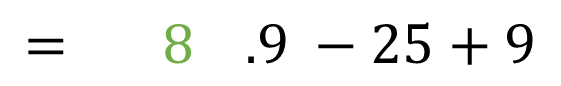 = 8 .9 − 25 + 9